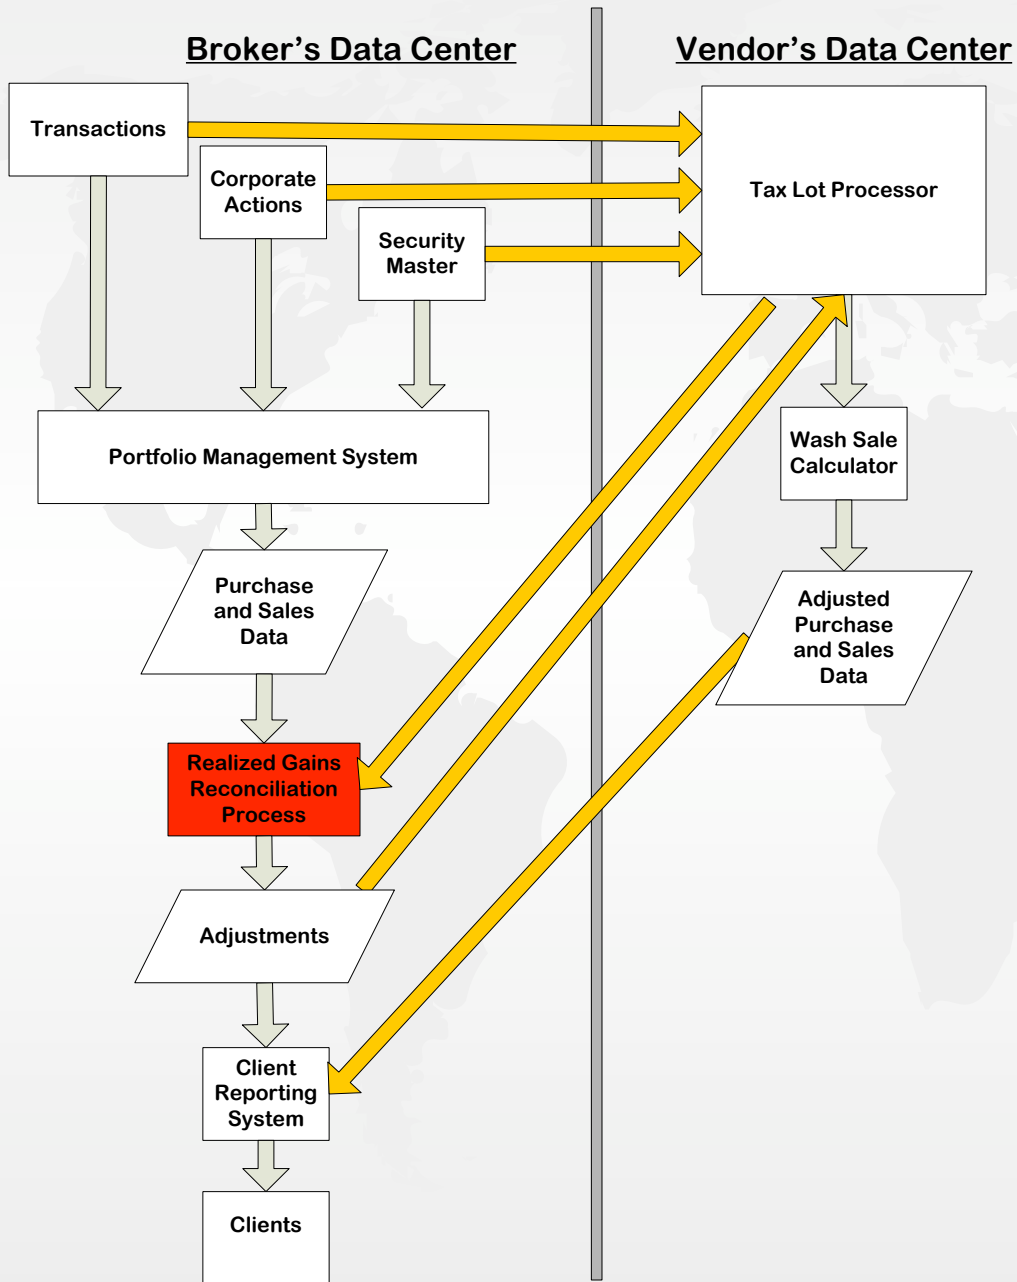 Broker’s Data Center
Vendor’s Data Center
Transactions
Corporate
Actions
Security
Master
Tax Lot Processor
Portfolio Management System
Wash Sale
Calculator
Purchase
and Sales
Data
Adjusted
Purchase
and Sales
Data
Realized Gains
Reconciliation
Process
Adjustments
Client
Reporting
System
Clients